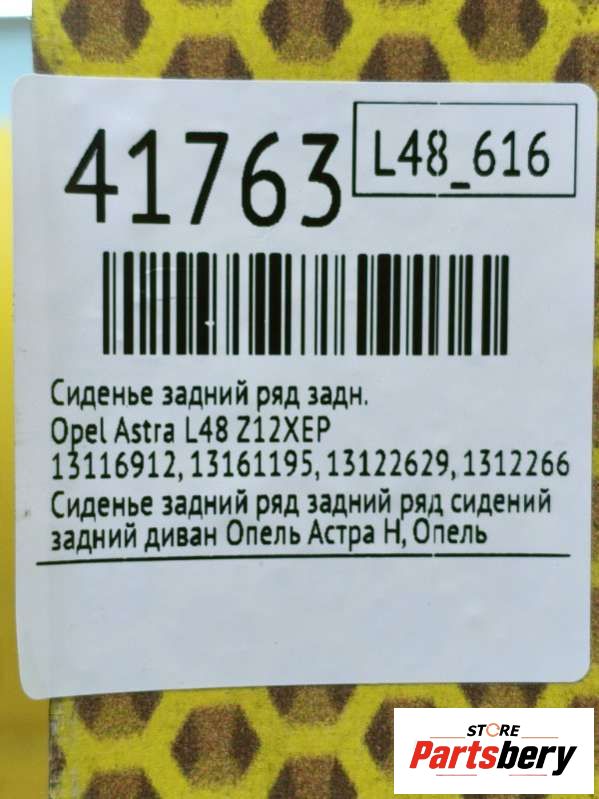 41763
L48_616
Сиденье задний ряд задн.
Opel Astra L48 Z12XEP
13116912, 13161195, 13122629, 1312266
Сиденье задний ряд задний ряд сидений
задний диван Опель Астра Н, Опель
STORE
Partsbery